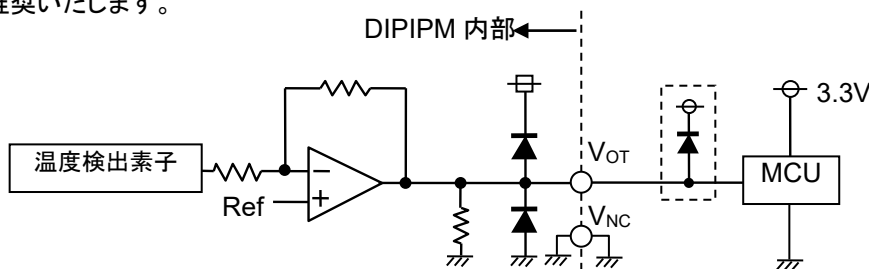 推奨いたします。
DIPIPM 内部
3.3V
温度検出素子
VOT
MCU
Ref
VNC